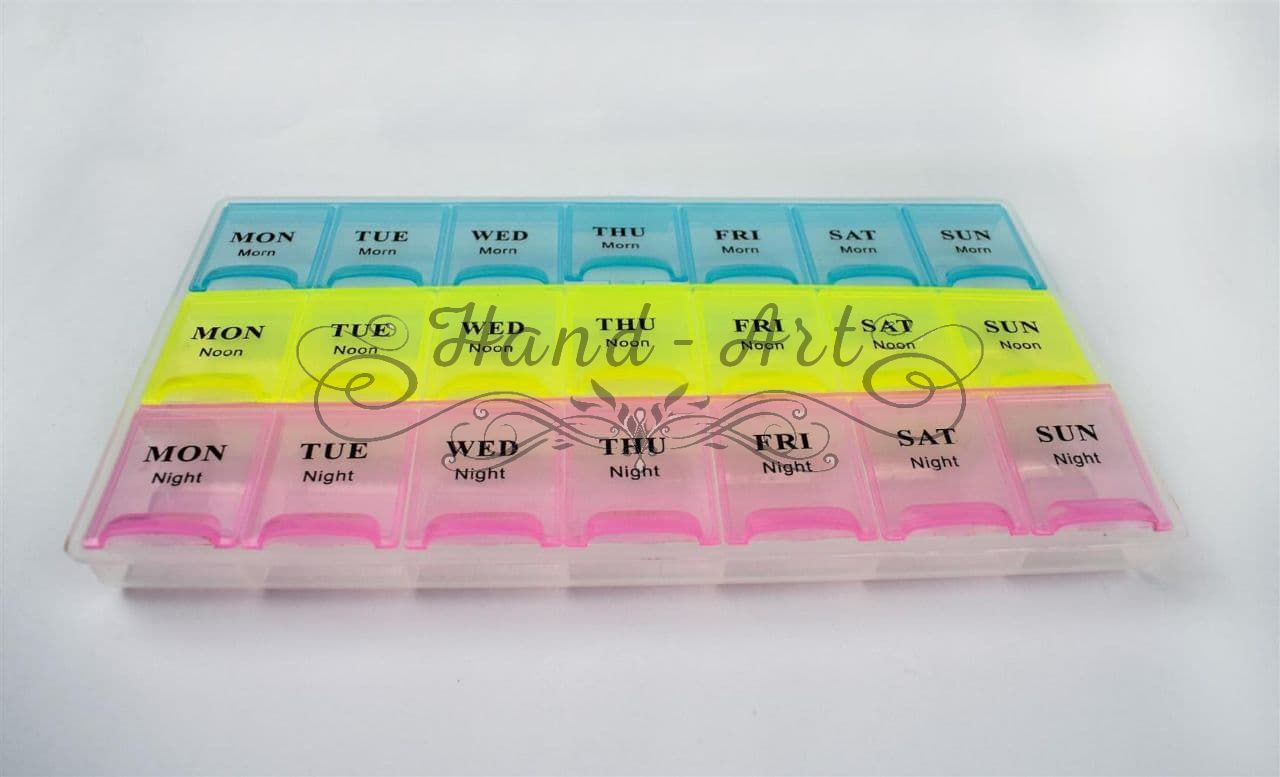 MON TUE WED THU FRI SAT SUN
Morn Morn Morn Morn Morn Morn Morn
MON TUE WED THU FRI SAT SUN
Noon Noon Noon Noon Noon Noon Noon
Hand - Art
MON TUE WED THU FRI SAT SUN
Night Night Night Night Night Night Night